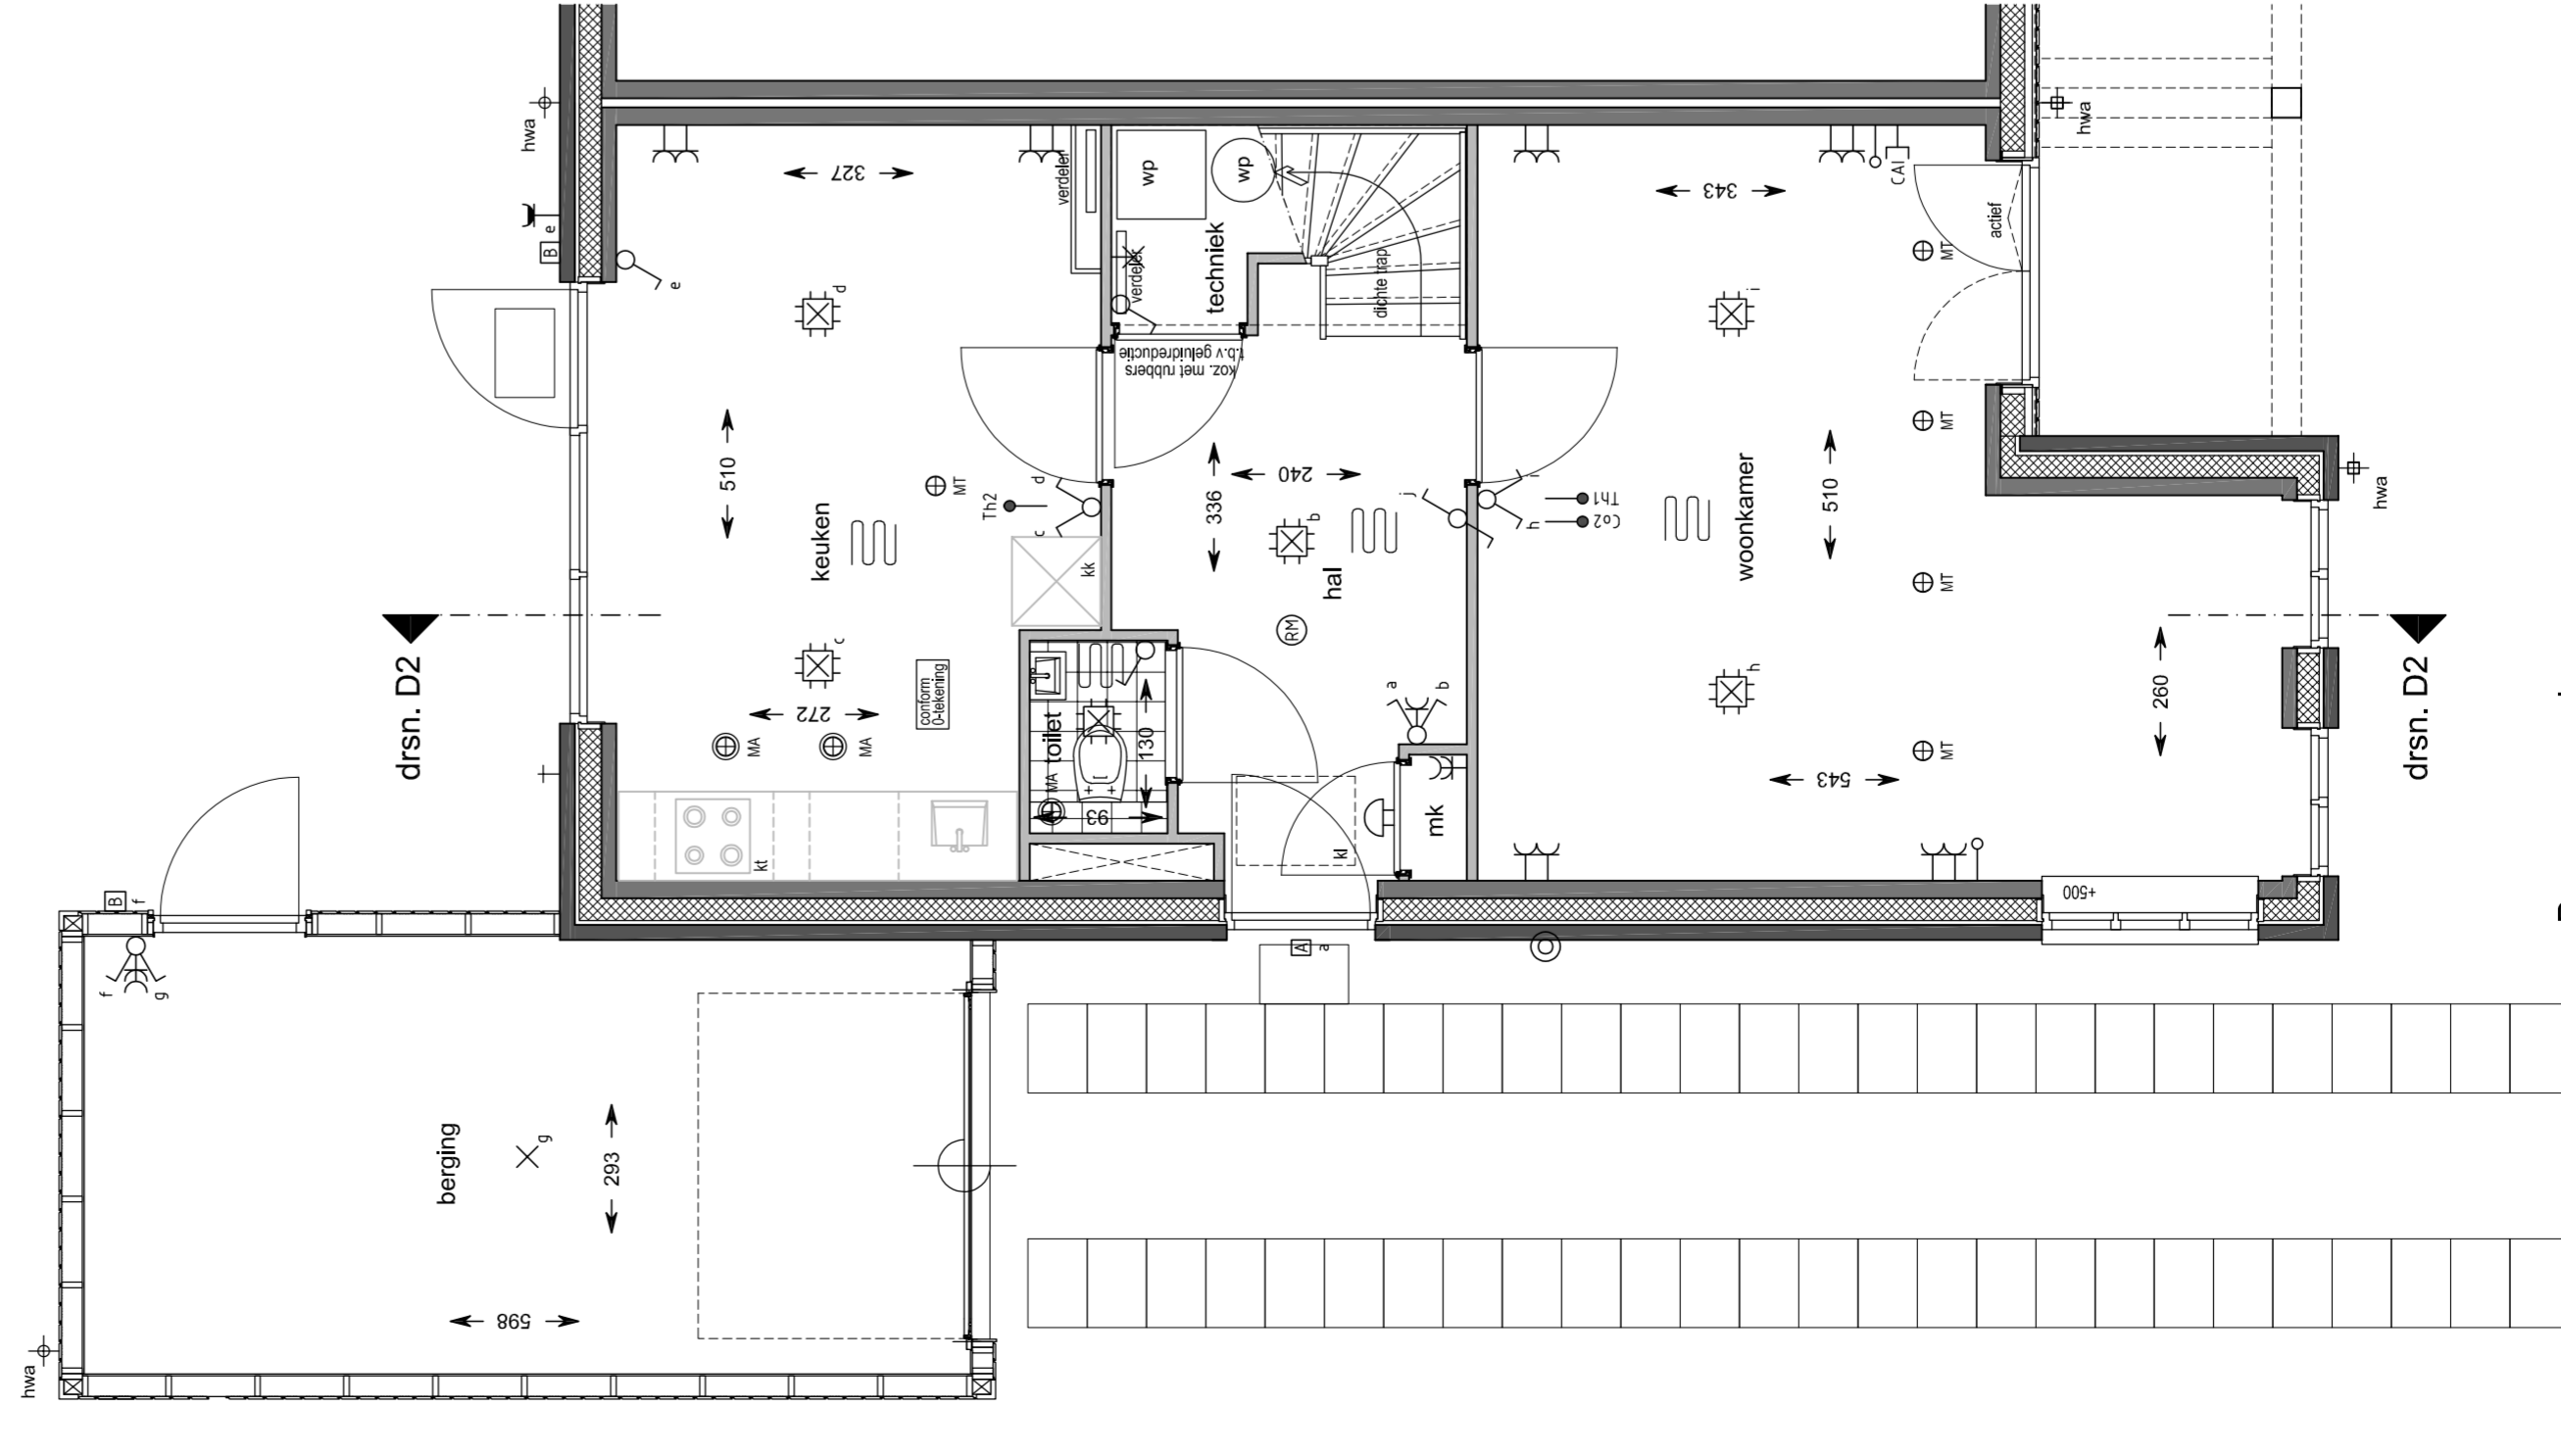 hwa
B
e
e
327
verdeler
wp
wp
verdeler
techniek
dichte trap
koz. met rubbers
t.b.v geluidreductie
343
CAI
actief
hwa
hwa
d
i
MT
MT
MT
MT
MT
510
keuken
Th2
d
c
kk
336
240
hal
b
j
i
h
Th1
Co2
woonkamer
510
drsn. D2
c
272
MA
MA
conform
0-tekening
toilet
MA
130
93
RM
a
b
h
543
260
drsn. D2
kt
kl
mk
+500
A
a
B
f
f
g
berging
g
293
598
hwa